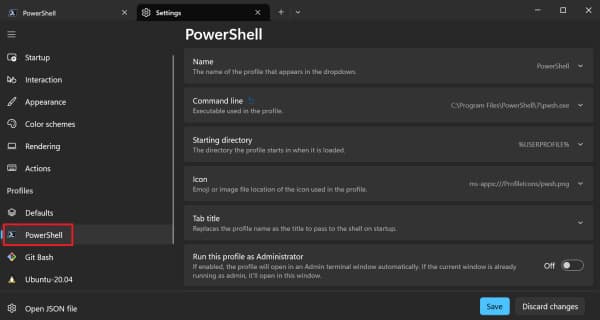 PowerShell
Settings
PowerShell
Startup
Interaction
Appearance
Color schemes
Rendering
Actions
Profiles
Defaults
PowerShell
Git Bash
Ubuntu-20.04
Open JSON file
Name
The name of the profile that appears in the dropdown.
PowerShell
Command line
Executable used in the profile.
C:\Program Files\PowerShell\7\pwsh.exe
Starting directory
The directory the profile starts in when it is loaded.
%USERPROFILE%
Icon
Emoji or image file location of the icon used in the profile.
ms-appx:///ProfileIcons/pwsh.png
Tab title
Replaces the profile name as the title to pass to the shell on startup.
Run this profile as Administrator
If enabled, the profile will open in an Admin terminal window automatically. If the current window is already
running as admin, it'll open in this window.
Off
Save
Discard changes